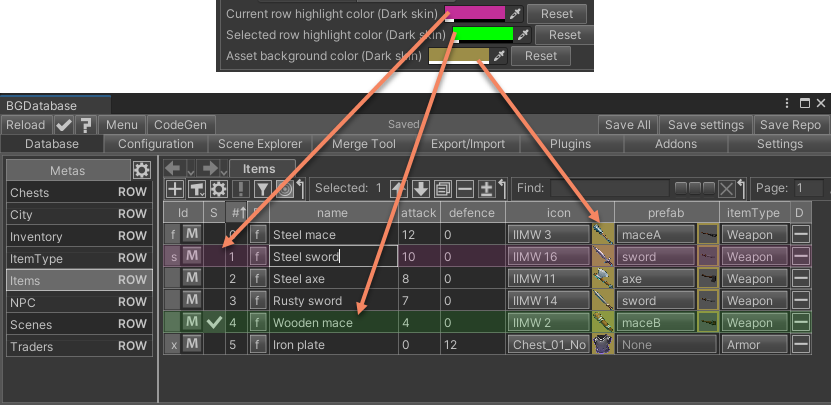 Current row highlight color (Dark skin) Reset
Selected row highlight color (Dark skin) Reset
Asset background color (Dark skin) Reset
BGDatabase
Reload ? Menu CodeGen Saved Save All Save settings Save Repo
Database Configuration Scene Explorer Merge Tool Export/Import Plugins Addons Settings
Metas Items
Selected: 1 Find: Page: 1
Id S # name attack defence icon prefab itemType D
Chests ROW
City ROW
Inventory ROW
ItemType ROW
Items ROW
NPC ROW
Scenes ROW
Traders ROW
f M 0 f Steel mace 12 0 IIMW 3 maceA Weapon
s M 1 f Steel sword 10 0 IIMW 16 sword Weapon
M 2 f Steel axe 8 0 IIMW 11 axe Weapon
M 3 f Rusty sword 7 0 IIMW 14 sword Weapon
M 4 f Wooden mace 4 0 IIMW 2 maceB Weapon
x M 5 f Iron plate 0 12 Chest_01_No None Armor